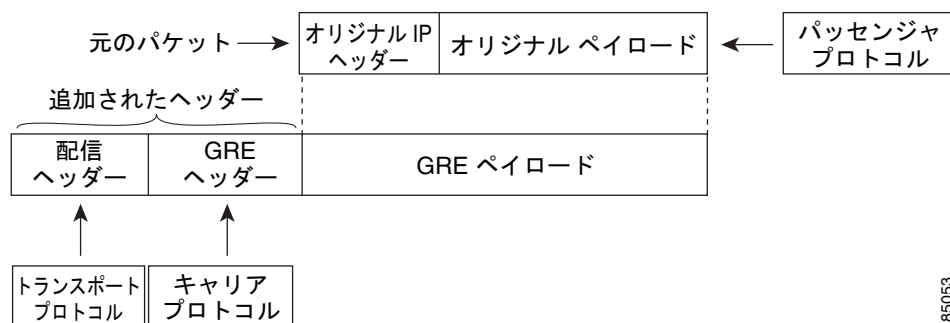 元のパケット
オリジナル IP
ヘッダー
オリジナル ペイロード
パッセンジャ
プロトコル
追加されたヘッダー
配信
ヘッダー
GRE
ヘッダー
GRE ペイロード
トランスポート
プロトコル
キャリア
プロトコル